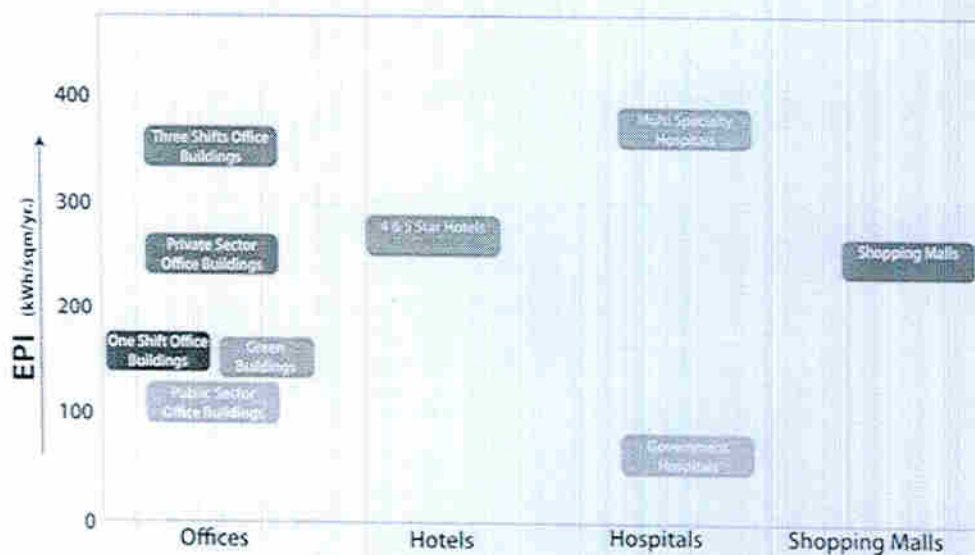 400
300
200
100
0
EPI (kWh/sqm/yr.)
Three Shifts Office
Buildings
Private Sector
Office Buildings
One Shift Office
Buildings
Green
Buildings
Public Sector
Office Buildings
4 & 5 Star Hotels
Multi Specialty
Hospitals
Government
Hospitals
Shopping Malls
Offices
Hotels
Hospitals
Shopping Malls